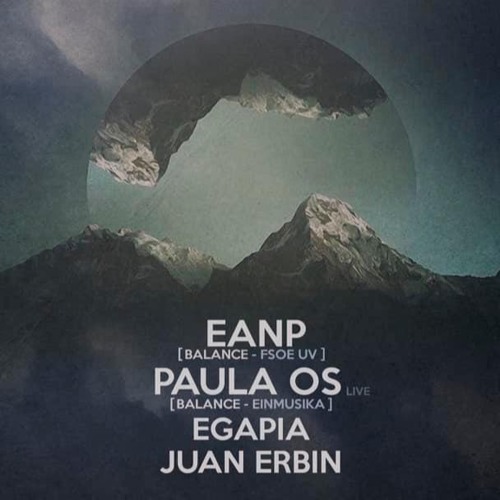 EANP
[ BALANCE - FSOE UV ]
PAULA OS LIVE
[ BALANCE - EINMUSIKA ]
EGAPIA
JUAN ERBIN